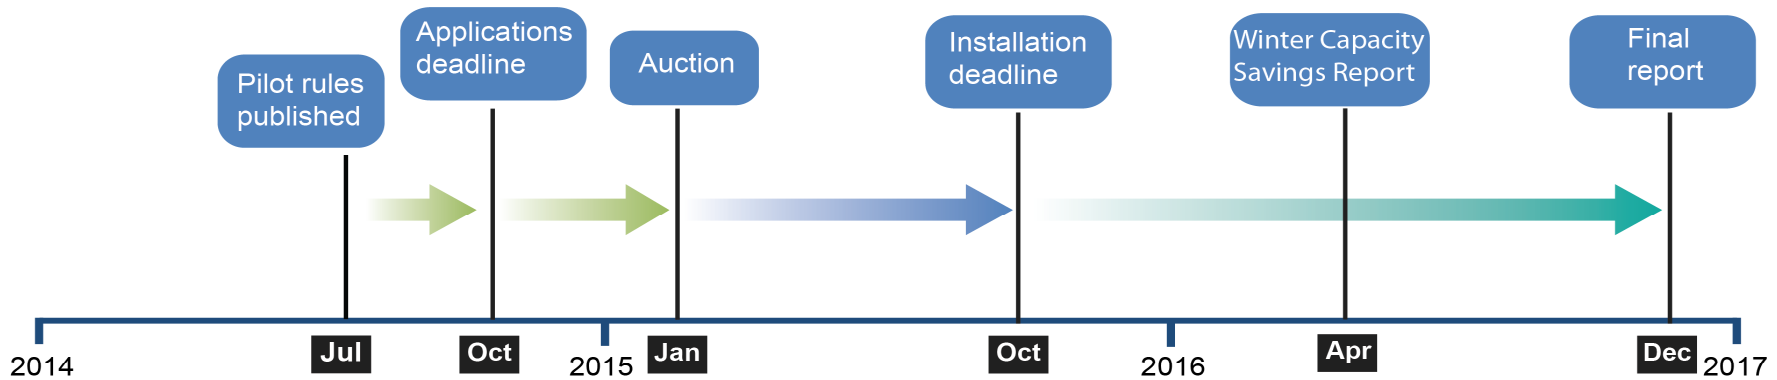 Pilot rules
published
Applications
deadline
Auction
Installation
deadline
Winter Capacity
Savings Report
Final
report
2014
Jul
Oct
2015
Jan
Oct
2016
Apr
Dec
2017